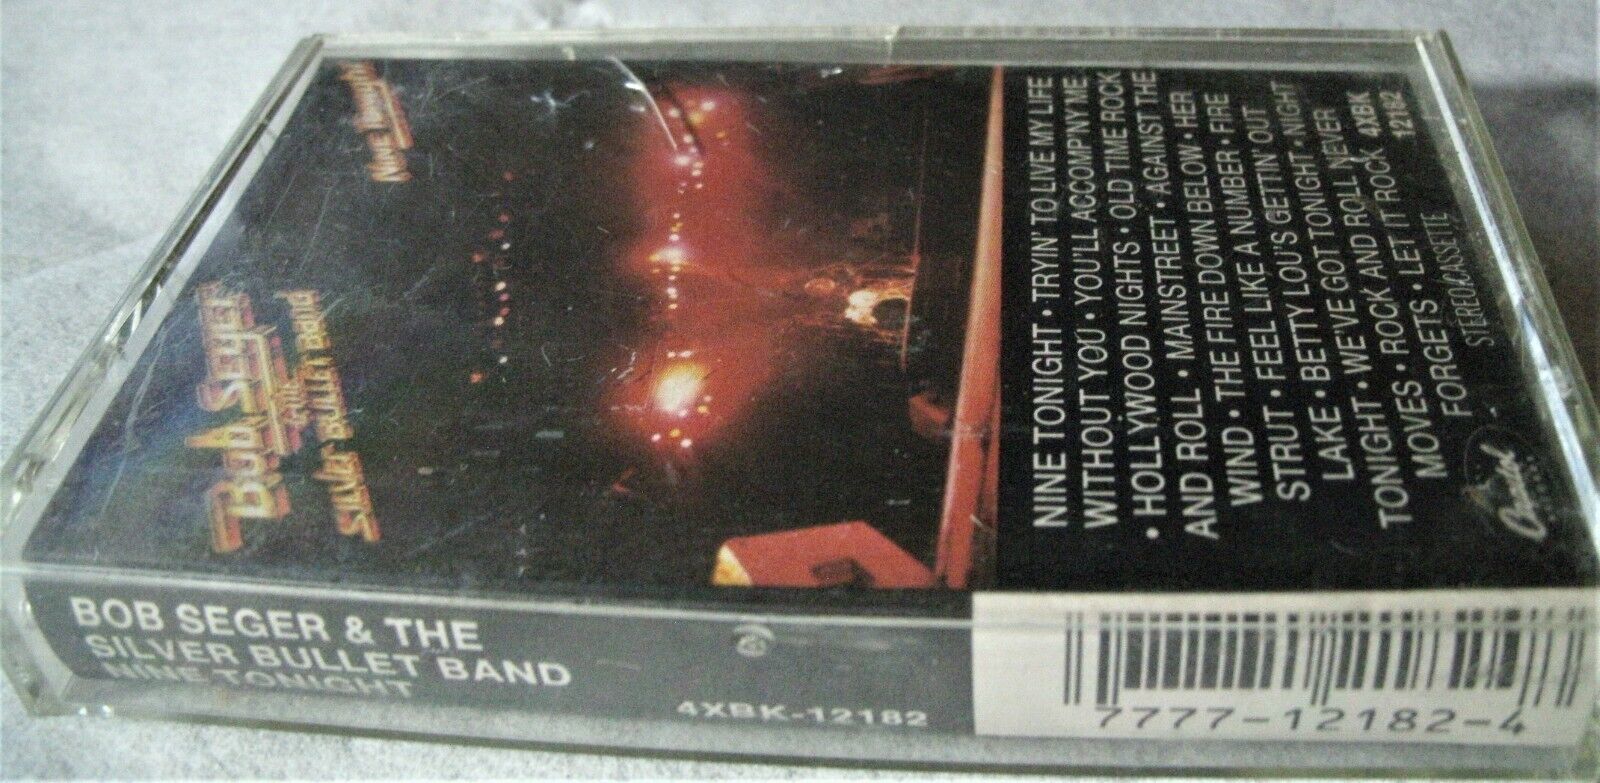 Bob Seger
& the
Silver Bullet Band
Nine Tonight
NINE TONIGHT • TRYIN' TO LIVE MY LIFE
WITHOUT YOU • YOU'LL ACCOMP'NY ME
• HOLLYWOOD NIGHTS • OLD TIME ROCK
AND ROLL • MAINSTREET • AGAINST THE
WIND • THE FIRE DOWN BELOW • HER
STRUT • FEEL LIKE A NUMBER • FIRE
LAKE • BETTY LOU'S GETTIN OUT
TONIGHT • WE'VE GOT TONIGHT • NIGHT
MOVES • ROCK AND ROLL NEVER
FORGETS • LET IT ROCK
4XBK
12182
STEREO/CASSETTE
Capitol
BOB SEGER & THE
SILVER BULLET BAND
NINE TONIGHT
4XBK-12182
7777-12182-4